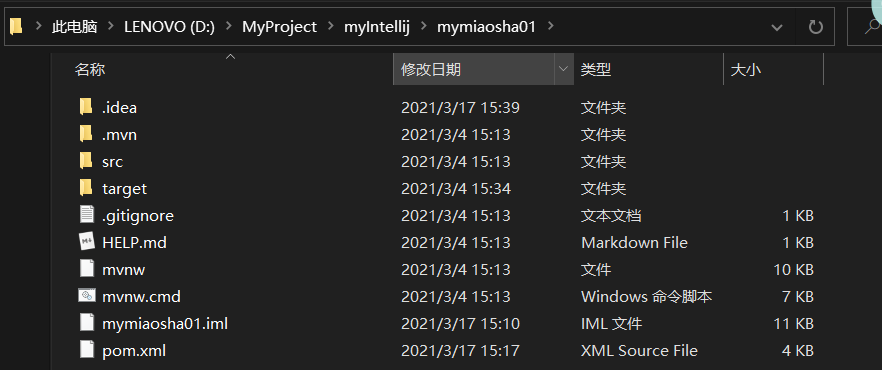 此电脑 > LENOVO (D:) > MyProject > myIntellij > mymiaosha01 >
名称 修改日期 类型 大小
.idea 2021/3/17 15:39 文件夹
.mvn 2021/3/4 15:13 文件夹
src 2021/3/4 15:13 文件夹
target 2021/3/4 15:34 文件夹
.gitignore 2021/3/4 15:13 文本文档 1 KB
HELP.md 2021/3/4 15:13 Markdown File 1 KB
mvnw 2021/3/4 15:13 文件 10 KB
mvnw.cmd 2021/3/4 15:13 Windows 命令脚本 7 KB
mymiaosha01.iml 2021/3/17 15:10 IML 文件 11 KB
pom.xml 2021/3/17 15:17 XML Source File 4 KB